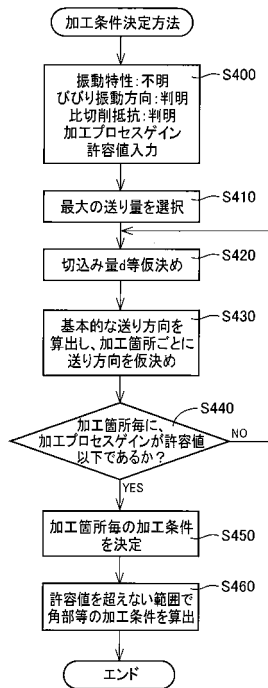 加工条件決定方法
S400
振動特性:不明
びびり振動方向:判明
比切削抵抗:判明
加工プロセスゲイン
許容値入力
S410
最大の送り量を選択
S420
切込み量d等仮決め
S430
基本的な送り方向を
算出し、加工箇所ごとに
送り方向を仮決め
S440
加工箇所毎に、
加工プロセスゲインが許容値
以下であるか?
NO
YES
S450
加工箇所毎の加工条件
を決定
S460
許容値を超えない範囲で
角部等の加工条件を算出
エンド